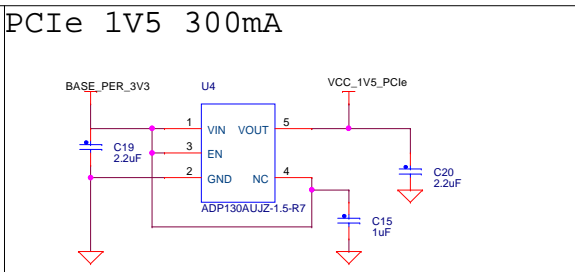 PCIe 1V5 300mA
BASE_PER_3V3
U4
VCC_1V5_PCIe
1
VIN
VOUT
5
3
EN
2
GND
NC
4
C19
2.2uF
C20
2.2uF
ADP130AUJZ-1.5-R7
C15
1uF